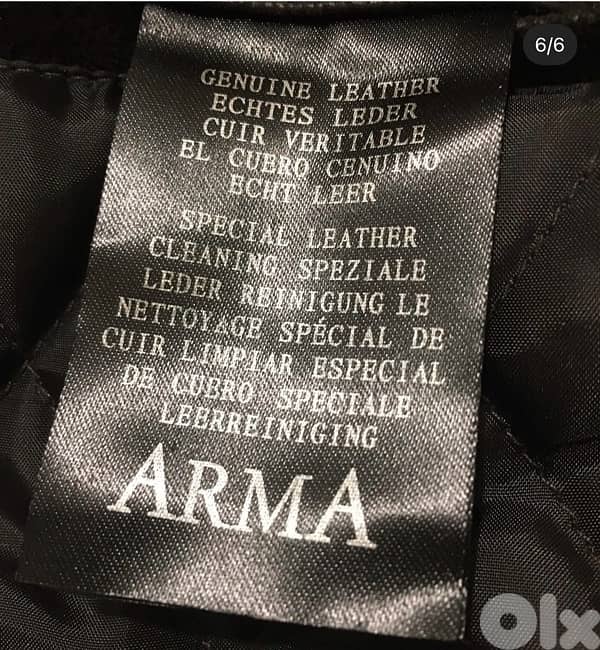 6/6
GENUINE LEATHER
ECHTES LEDER
CUIR VERITABLE
EL CUERO CENUINO
ECHT LEER
SPECIAL LEATHER
CLEANING SPEZIALE
LEDER REINIGUNG LE
NETTOYAGE SPÉCIAL DE
CUIR LIMPIAR ESPECIAL
DE CUERO SPECIALE
LEERREINIGING
ARMA
Olx